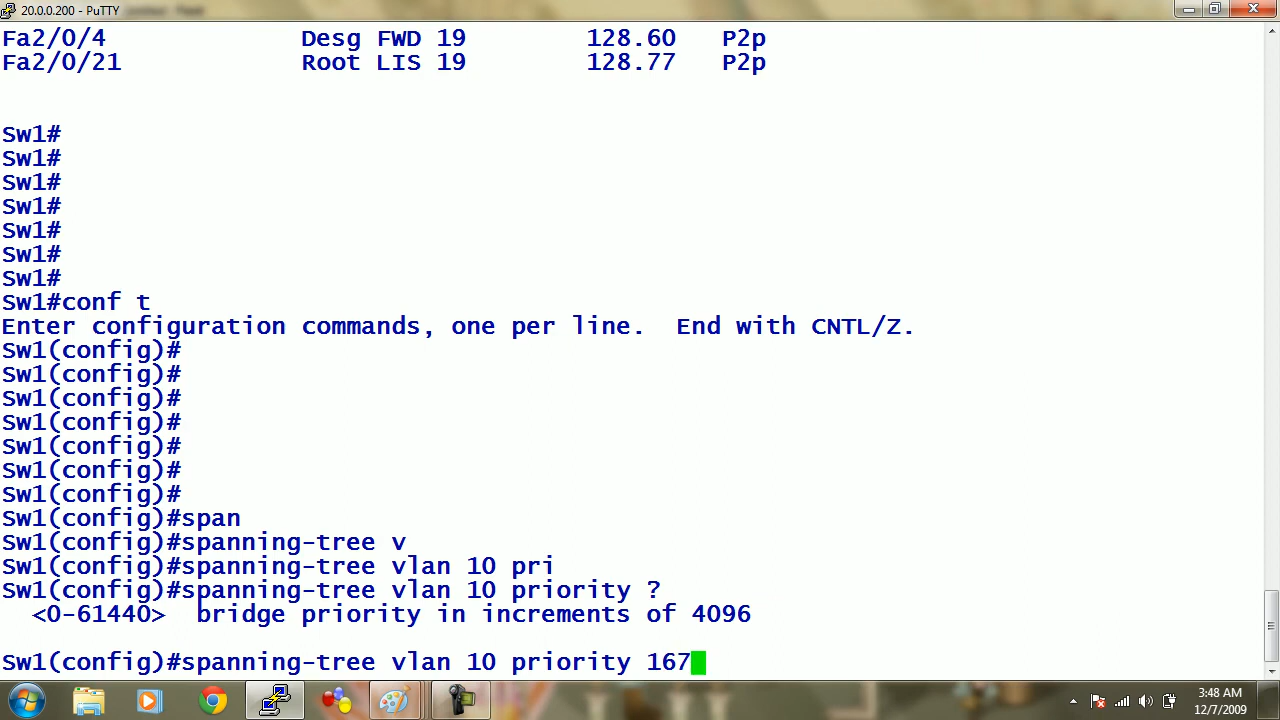 20.0.0.200 - PuTTY
Fa2/0/4 Desg FWD 19 128.60 P2p
Fa2/0/21 Root LIS 19 128.77 P2p
Sw1#
Sw1#
Sw1#
Sw1#
Sw1#
Sw1#
Sw1#
Sw1#conf t
Enter configuration commands, one per line. End with CNTL/Z.
Sw1(config)#
Sw1(config)#
Sw1(config)#
Sw1(config)#
Sw1(config)#
Sw1(config)#
Sw1(config)#
Sw1(config)#span
Sw1(config)#spanning-tree v
Sw1(config)#spanning-tree vlan 10 pri
Sw1(config)#spanning-tree vlan 10 priority ?
<0-61440> bridge priority in increments of 4096
Sw1(config)#spanning-tree vlan 10 priority 167
3:48 AM
12/7/2009